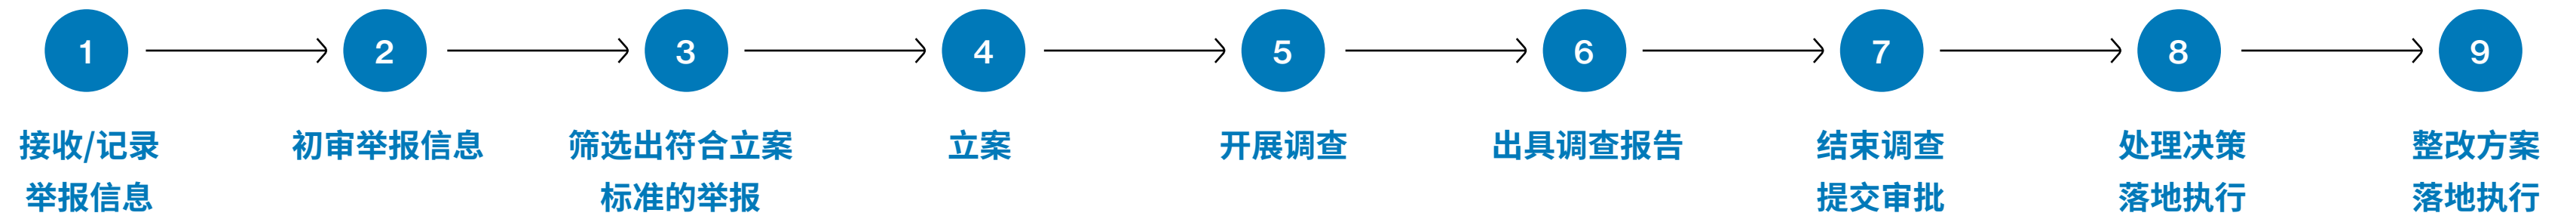 1
2
3
4
5
6
7
8
9
接收/记录
举报信息
初审举报信息
筛选出符合立案
标准的举报
立案
开展调查
出具调查报告
结束调查
提交审批
处理决策
落地执行
整改方案
落地执行